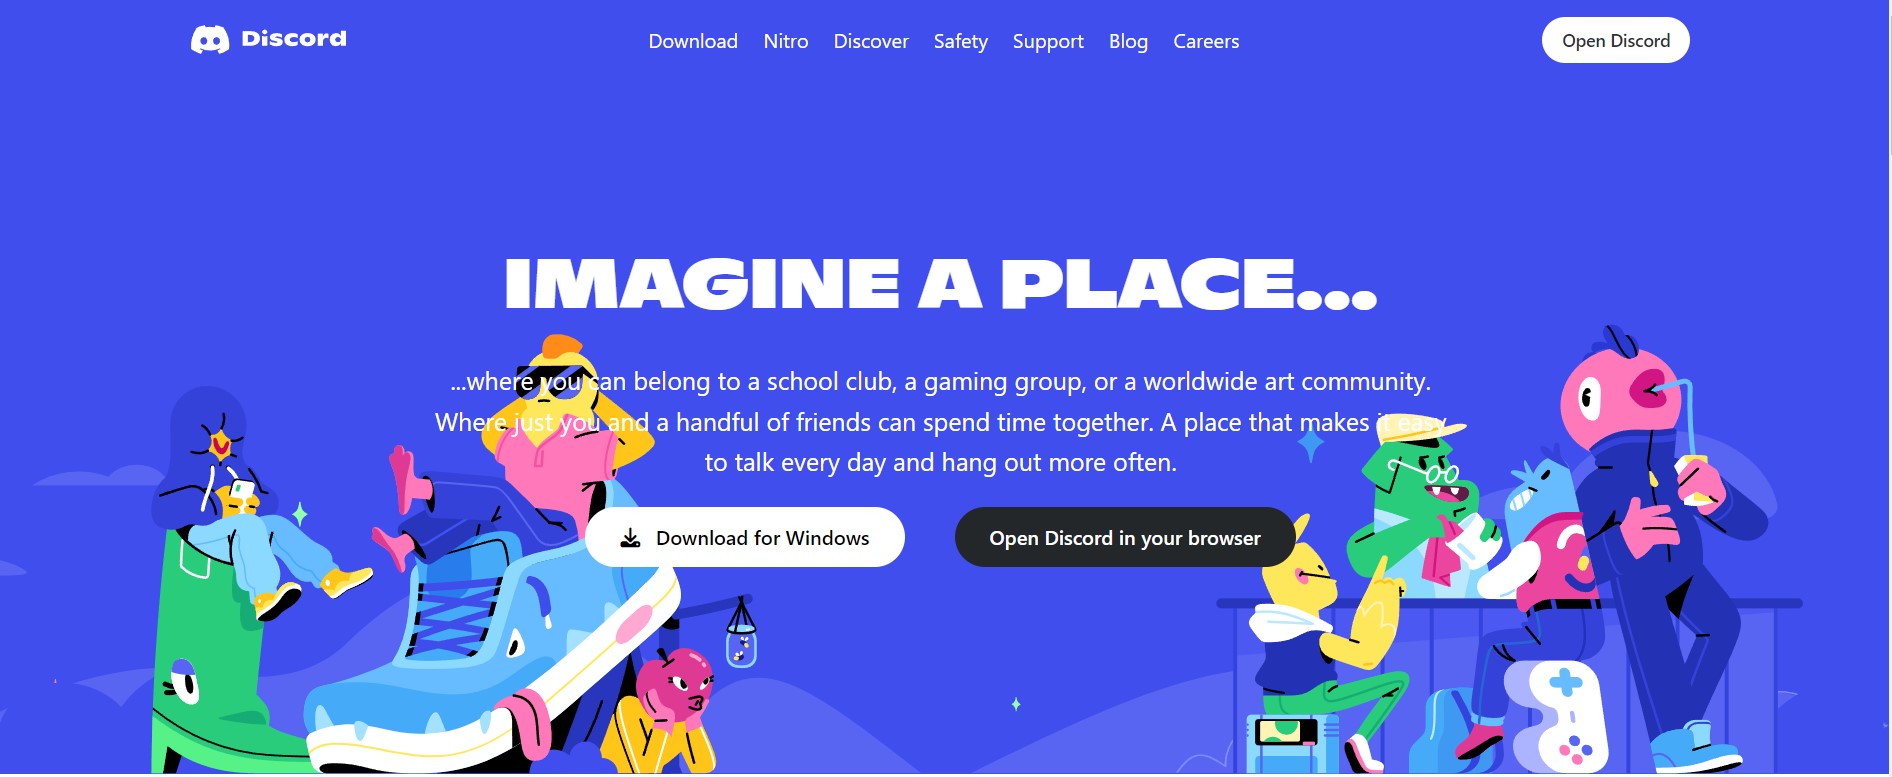 Discord
Download Nitro Discover Safety Support Blog Careers
Open Discord
IMAGINE A PLACE...
...where you can belong to a school club, a gaming group, or a worldwide art community.
Where just you and a handful of friends can spend time together. A place that makes it easy
to talk every day and hang out more often.
Download for Windows
Open Discord in your browser